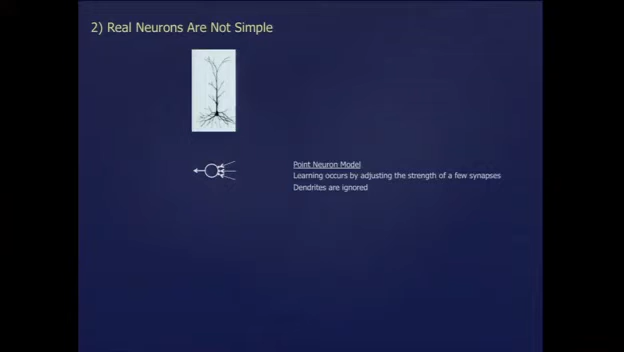 2) Real Neurons Are Not Simple
Point Neuron Model
Learning occurs by adjusting the strength of a few synapses
Dendrites are ignored